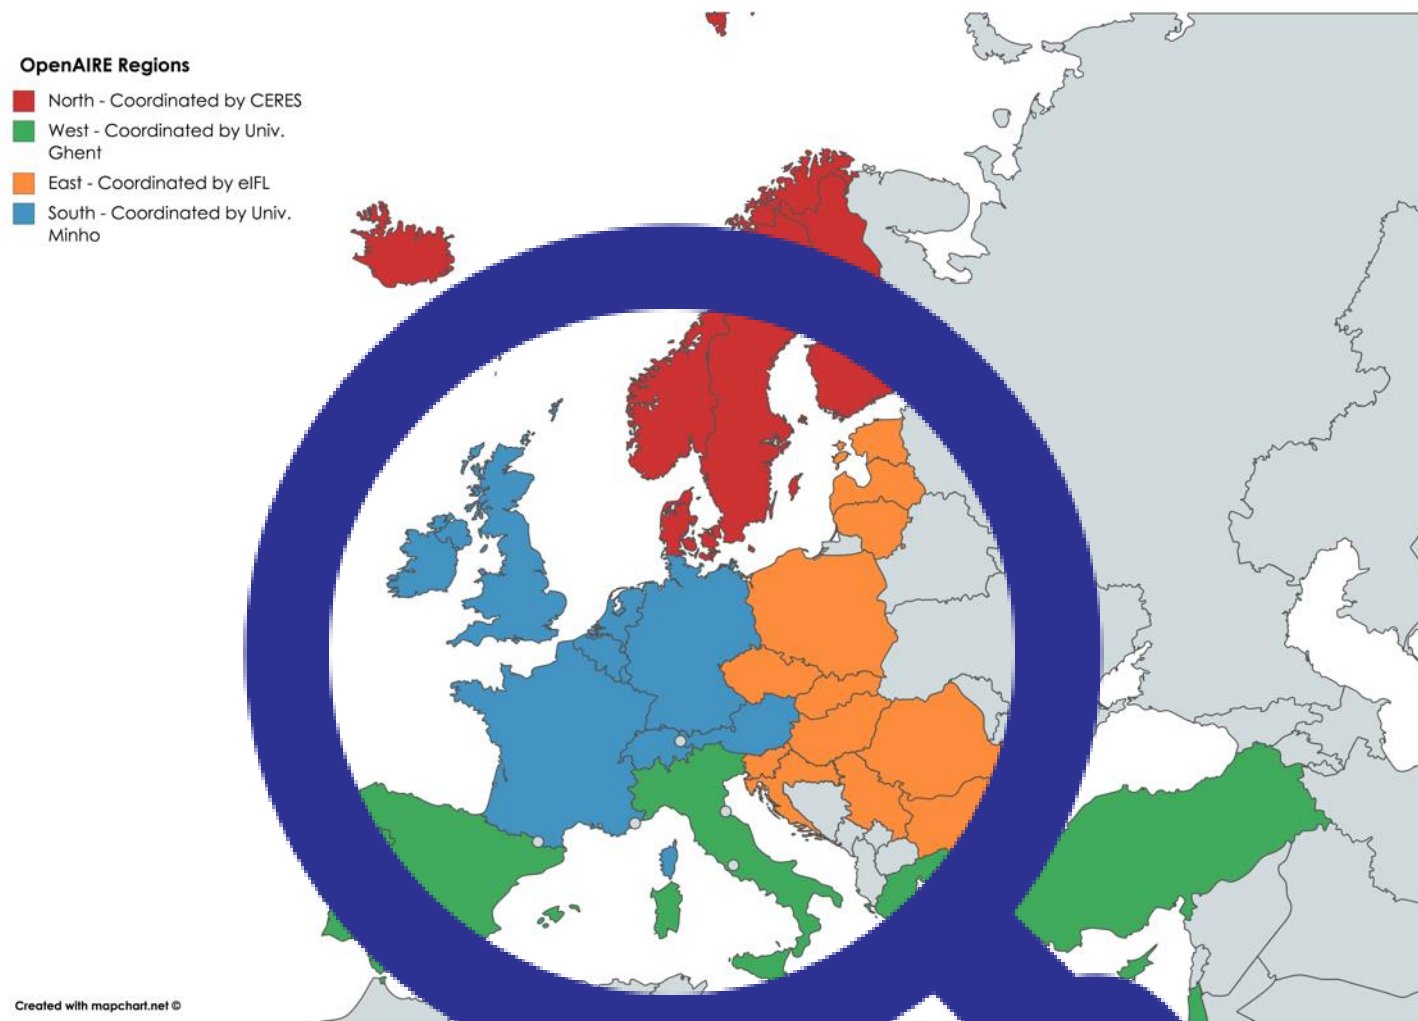 OpenAIRE Regions
North - Coordinated by CERES
West - Coordinated by Univ.
Ghent
East - Coordinated by eIFL
South - Coordinated by Univ.
Minho
Created with mapchart.net ©